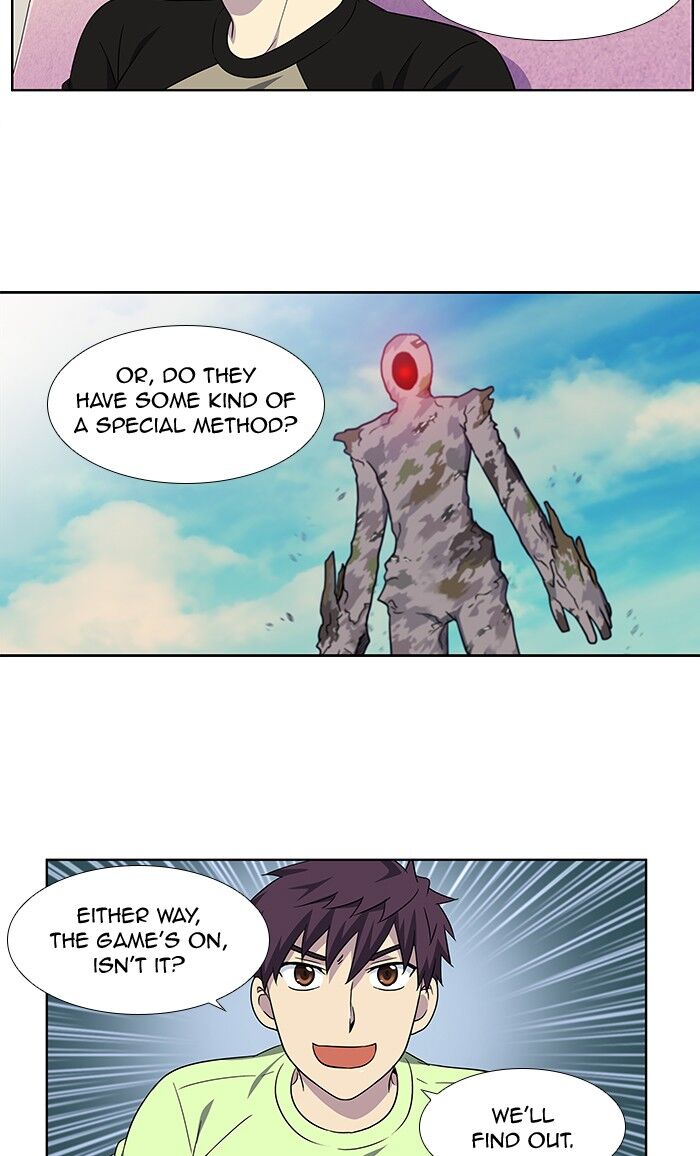 OR, DO THEY
HAVE SOME KIND OF
A SPECIAL METHOD?
EITHER WAY,
THE GAME'S ON,
ISN'T IT?
WE'LL
FIND OUT.